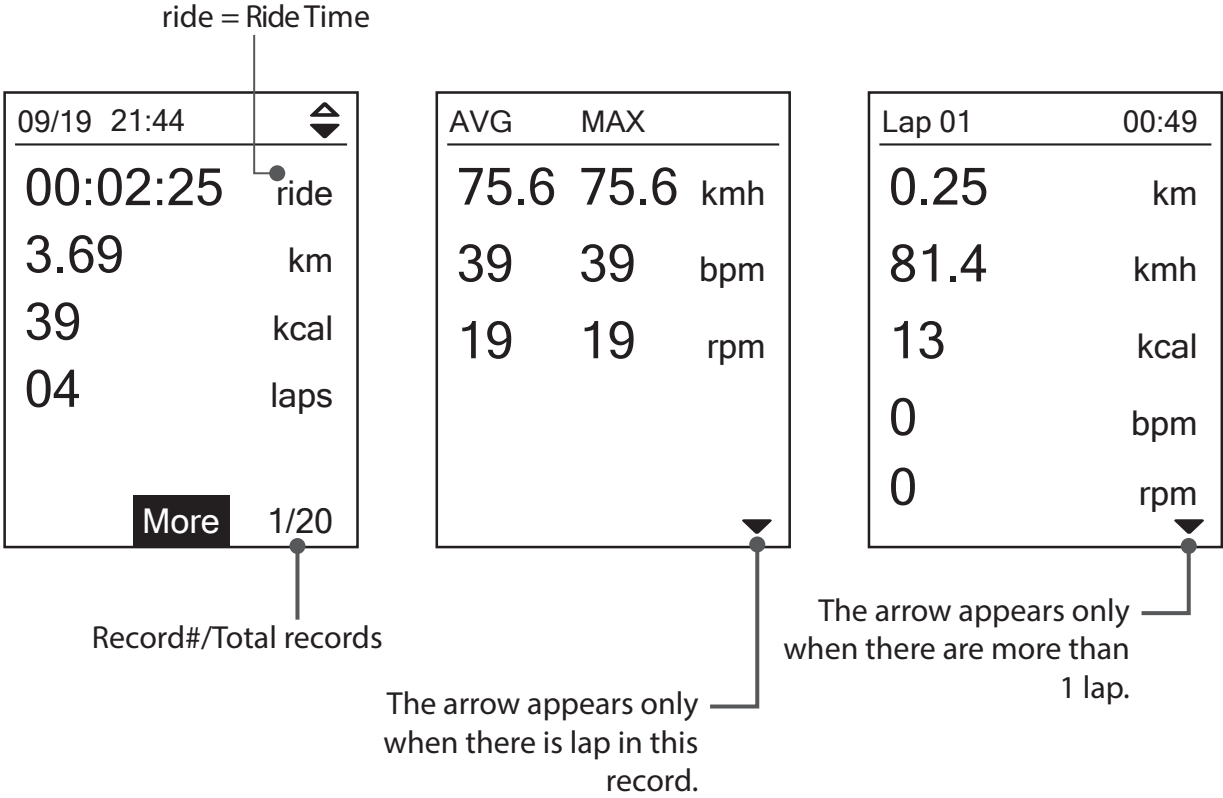 ride = Ride Time
09/19 21:44
00:02:25 ride
3.69 km
39 kcal
04 laps
More 1/20
Record#/Total records
AVG MAX
75.6 75.6 kmh
39 39 bpm
19 19 rpm
The arrow appears only
when there is lap in this
record.
Lap 01 00:49
0.25 km
81.4 kmh
13 kcal
0 bpm
0 rpm
The arrow appears only
when there are more than
1 lap.